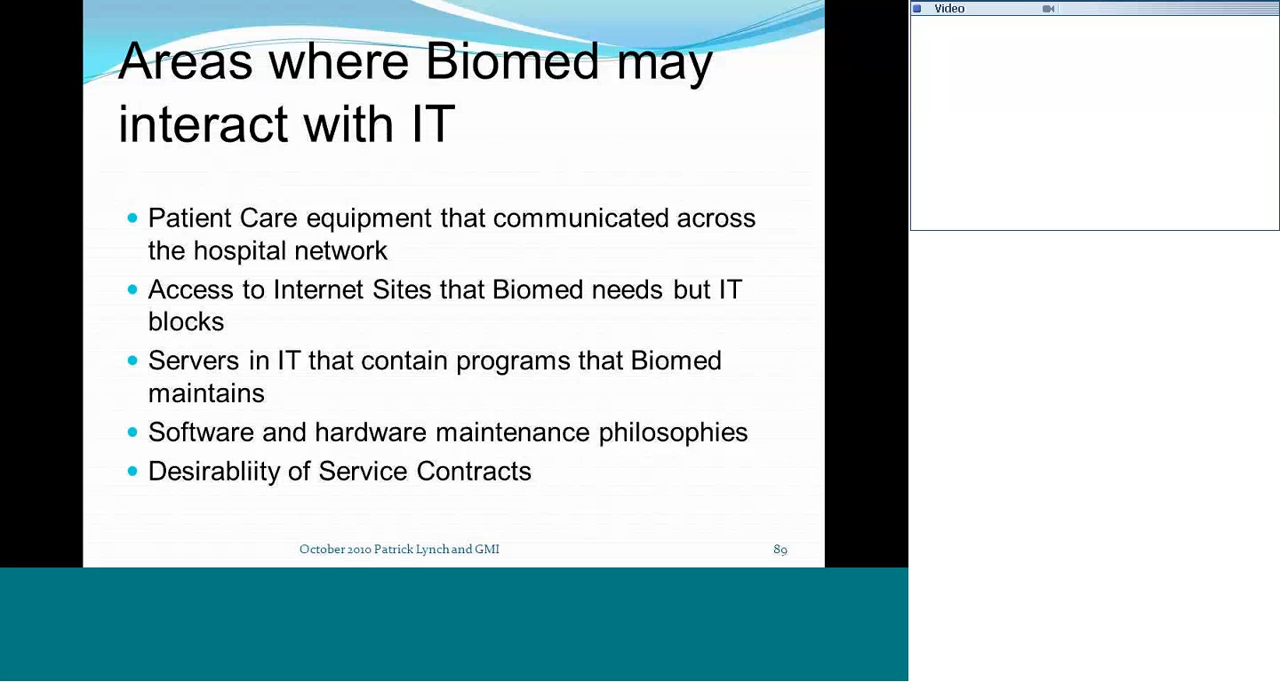 Video
Areas where Biomed may
interact with IT
Patient Care equipment that communicated across
the hospital network
Access to Internet Sites that Biomed needs but IT
blocks
Servers in IT that contain programs that Biomed
maintains
Software and hardware maintenance philosophies
Desirabliity of Service Contracts
October 2010 Patrick Lynch and GMI
89